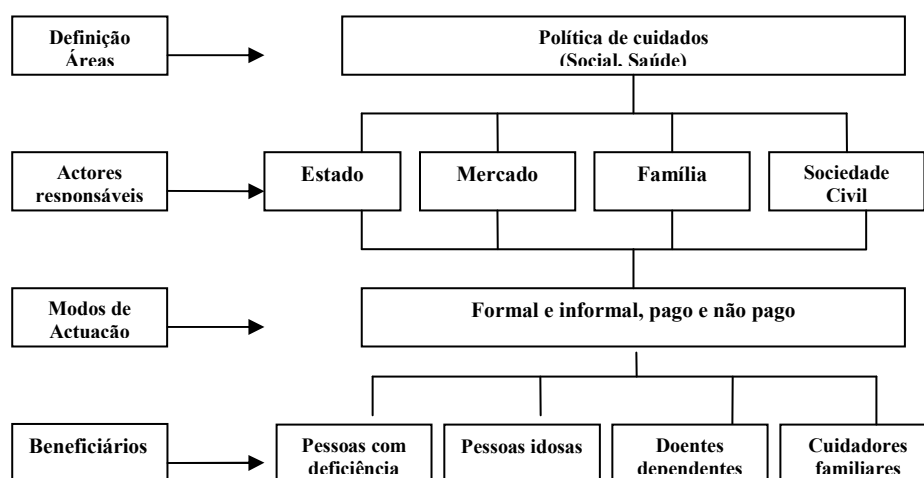 Definição
Áreas
Política de cuidados
(Social, Saúde)
Actores
responsáveis
Estado
Mercado
Família
Sociedade
Civil
Modos de
Actuação
Formal e informal, pago e não pago
Beneficiários
Pessoas com
deficiência
Pessoas idosas
Doentes
dependentes
Cuidadores
familiares